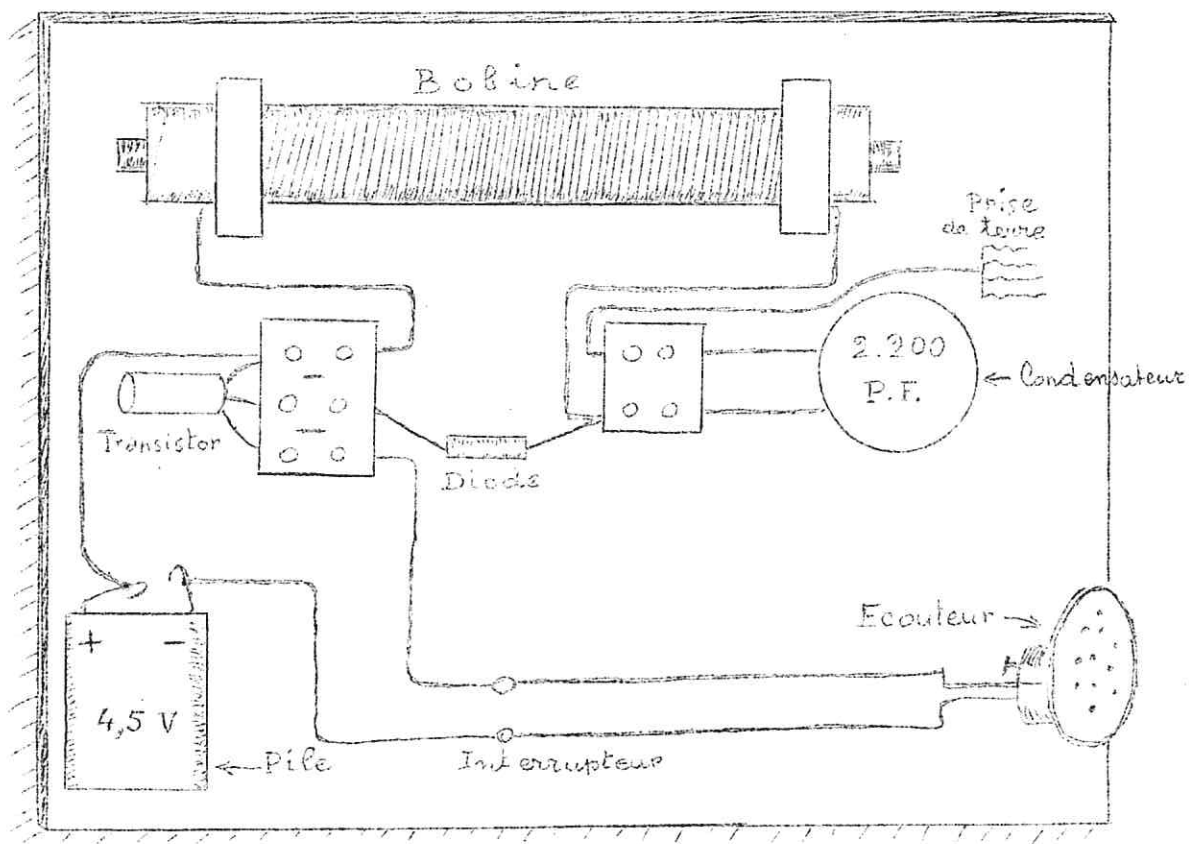 Bobine
Prise
de terre
2.200
P.F.
Condensateur
Transistor
Diode
Ecouteur
+ -
4,5 V
Pile
Interrupteur